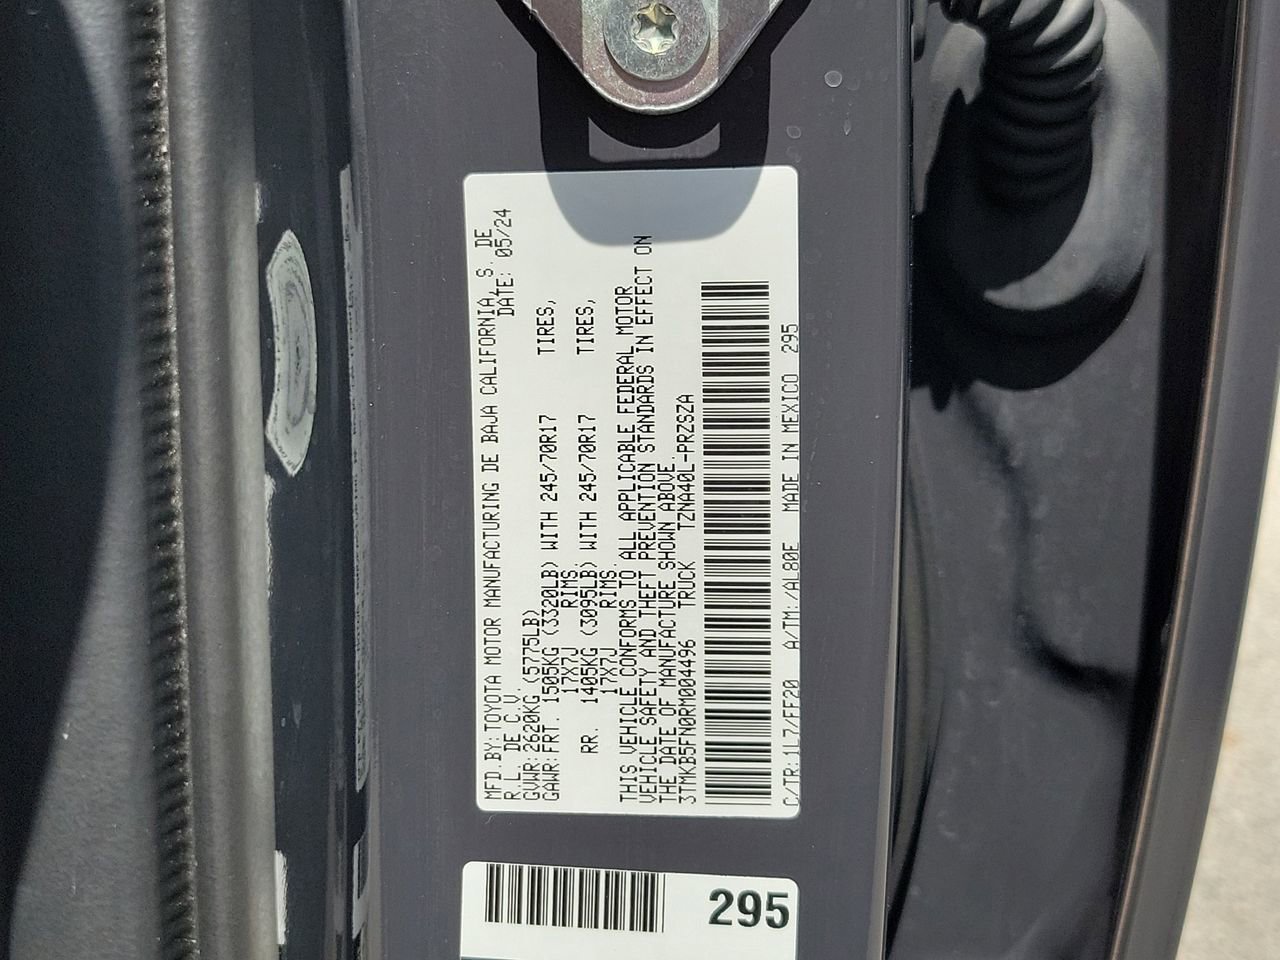 MFD.BY:TOYOTA MOTOR MANUFACTURING DE BAJA CALIFORNIA, S. DE
R.L. DE C.V. DATE: 05/24
GVWR:2620KG (5775LB)
GAWR:FRT. 1505KG (3320LB) WITH 245/70R17 TIRES,
17X7J RIMS.
RR. 1405KG (3095LB) WITH 245/70R17 TIRES,
17X7J RIMS.
THIS VEHICLE CONFORMS TO ALL APPLICABLE FEDERAL MOTOR
VEHICLE SAFETY AND THEFT PREVENTION STANDARDS IN EFFECT ON
THE DATE OF MANUFACTURE SHOWN ABOVE.
3TMKB5FN0RM004496 TRUCK TZNA40L-PRZSZA
C/TR:1L7/FF20 A/TM:/AL80E MADE IN MEXICO 295
295